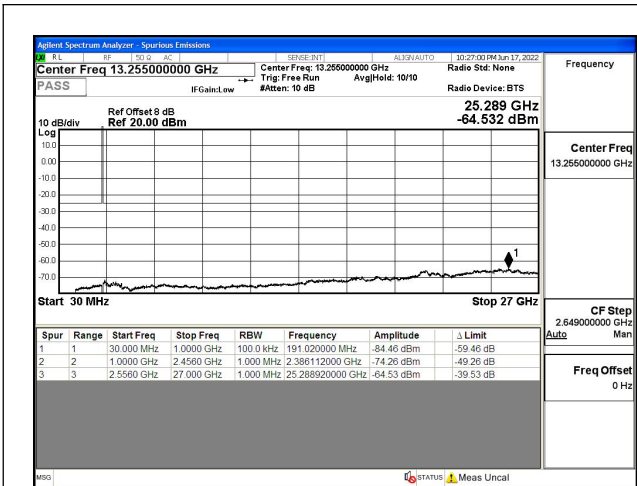 Agilent Spectrum Analyzer - Spurious Emissions
LXI RL RF 50 Ω AC SENSE:INT ALIGN AUTO 10:27:00 PM Jun 17, 2022
Center Freq 13.255000000 GHz
Center Freq: 13.255000000 GHz Radio Std: None
Trig: Free Run Avg|Hold: 10/10
PASS IFGain:Low #Atten: 10 dB Radio Device: BTS
Frequency
Ref Offset 8 dB 25.289 GHz
10 dB/div Ref 20.00 dBm -64.532 dBm
Log
10.0
0.00
-10.0
-20.0
-30.0
-40.0
-50.0
-60.0
-70.0
1
Start 30 MHz Stop 27 GHz
Center Freq
13.255000000 GHz
CF Step
2.649000000 GHz
Auto Man
Freq Offset
0 Hz
Spur Range Start Freq Stop Freq RBW Frequency Amplitude Δ Limit
1 1 30.000 MHz 1.0000 GHz 100.0 kHz 191.020000 MHz -84.46 dBm -59.46 dB
2 2 1.0000 GHz 2.4560 GHz 1.000 MHz 2.386112000 GHz -74.26 dBm -49.26 dB
3 3 2.5560 GHz 27.000 GHz 1.000 MHz 25.288920000 GHz -64.53 dBm -39.53 dB
MSG STATUS Meas Uncal